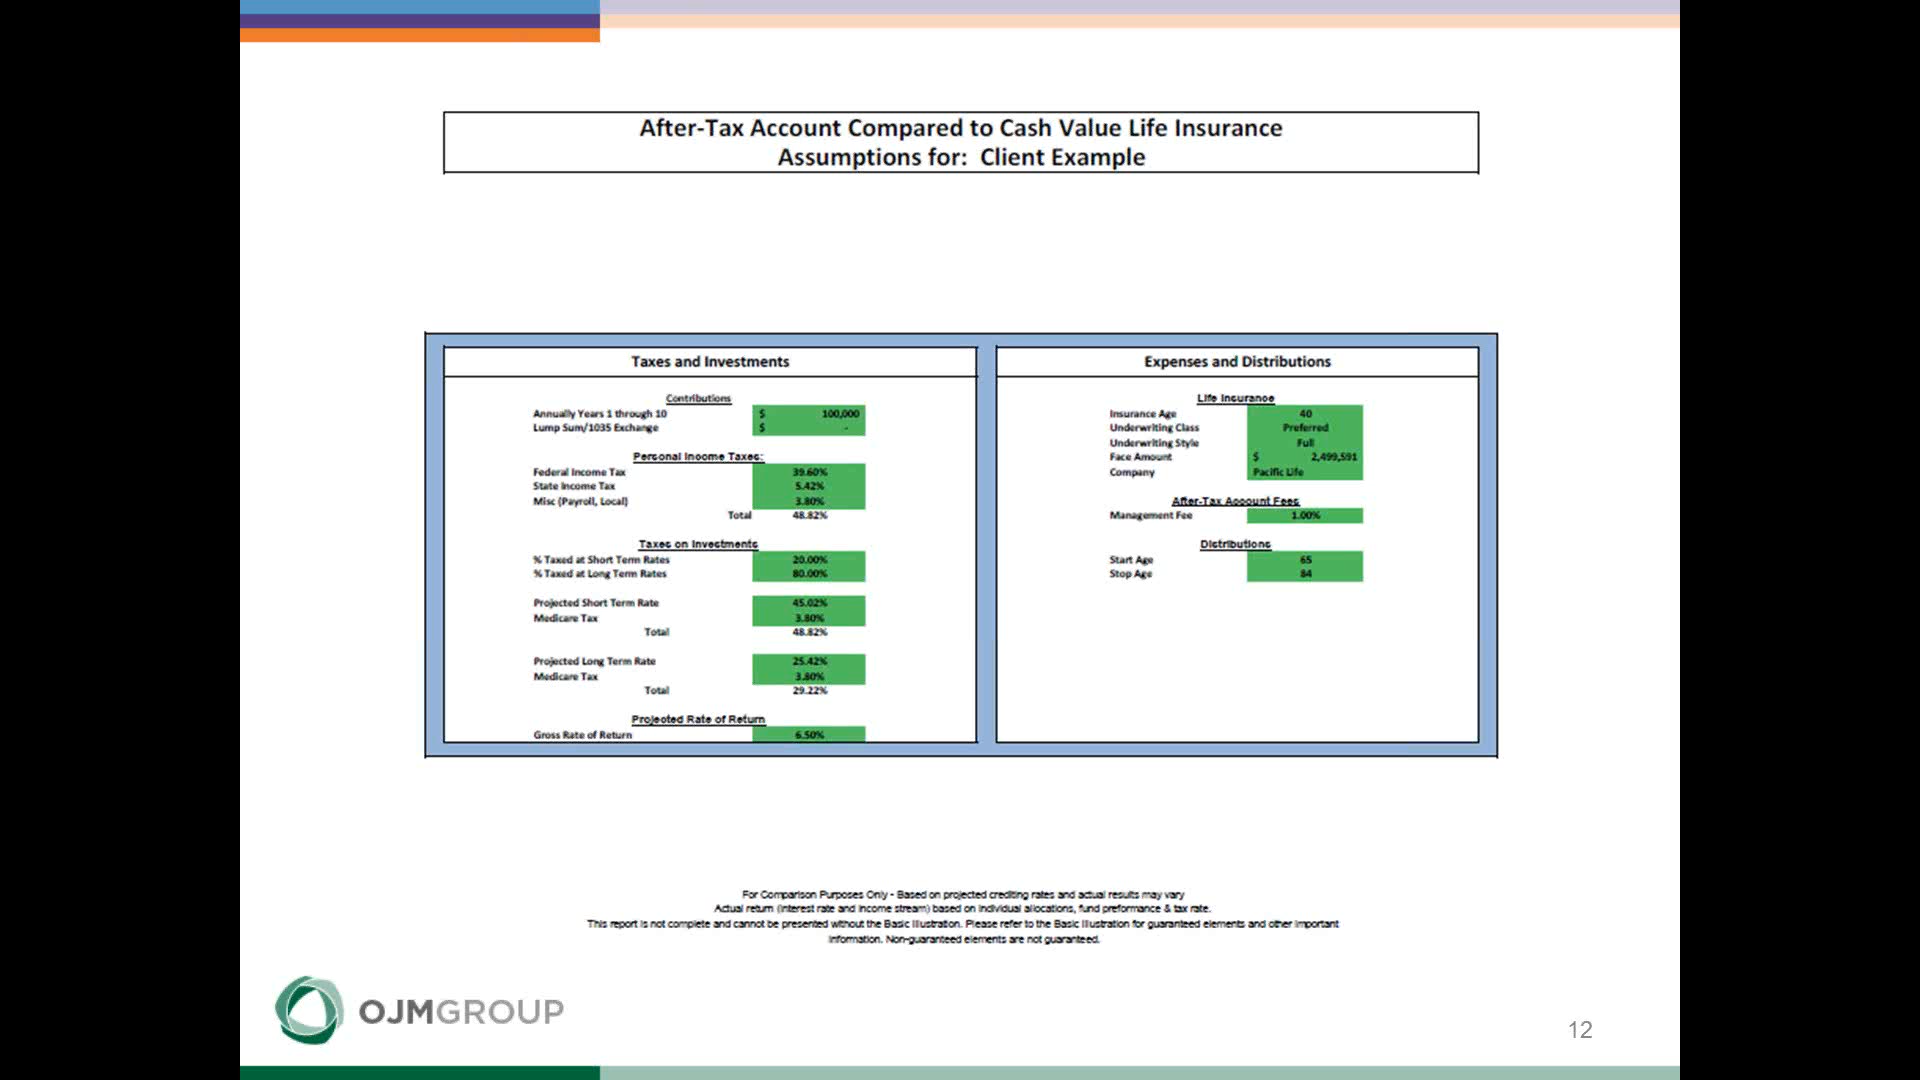 After-Tax Account Compared to Cash Value Life Insurance
Assumptions for: Client Example
Taxes and Investments
Contributions
Annually Years 1 through 10 $ 100,000
Lump Sum/1035 Exchange $ -
Personal Income Taxes:
Federal Income Tax 39.60%
State Income Tax 5.42%
Misc (Payroll, Local) 3.80%
Total 48.82%
Taxes on Investments
% Taxed at Short Term Rates 20.00%
% Taxed at Long Term Rates 80.00%
Projected Short Term Rate 45.02%
Medicare Tax 3.80%
Total 48.82%
Projected Long Term Rate 25.42%
Medicare Tax 3.80%
Total 29.22%
Projected Rate of Return
Gross Rate of Return 6.50%
Expenses and Distributions
Life Insurance
Insurance Age 40
Underwriting Class Preferred
Underwriting Style Full
Face Amount $ 2,499,591
Company Pacific Life
After-Tax Account Fees
Management Fee 1.00%
Distributions
Start Age 65
Stop Age 84
For Comparison Purposes Only - Based on projected crediting rates and actual results may vary
Actual return (interest rate and income stream) based on individual allocations, fund preformance & tax rate.
This report is not complete and cannot be presented without the Basic Illustration. Please refer to the Basic Illustration for guaranteed elements and other important
information. Non-guaranteed elements are not guaranteed.
OJMGROUP
12